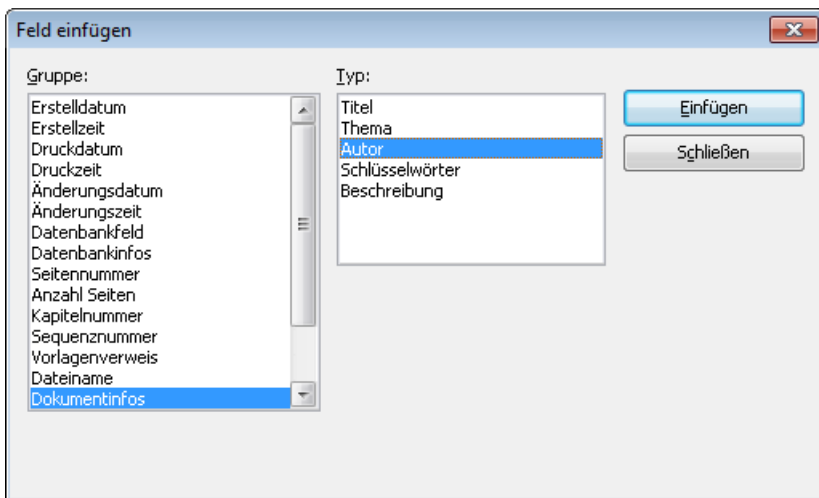 Feld einfügen
Gruppe:
Erstelldatum
Erstellzeit
Druckdatum
Druckzeit
Änderungsdatum
Änderungszeit
Datenbankfeld
Datenbankinfos
Seitennummer
Anzahl Seiten
Kapitelnummer
Sequenznummer
Vorlagenverweis
Dateiname
Dokumentinfos
Typ:
Titel
Thema
Autor
Schlüsselwörter
Beschreibung
Einfügen
Schließen